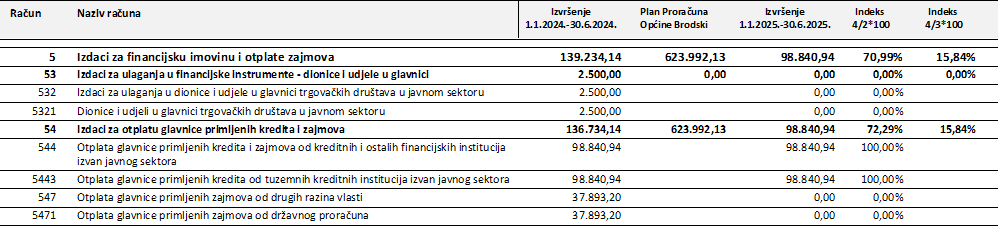 Račun Naziv računa Izvršenje 1.1.2024.-30.6.2024. Plan Proračuna Općine Brodski Izvršenje 1.1.2025.-30.6.2025. Indeks 4/2*100 Indeks 4/3*100
5 Izdaci za financijsku imovinu i otplate zajmova 139.234,14 623.992,13 98.840,94 70,99% 15,84%
53 Izdaci za ulaganja u financijske instrumente - dionice i udjele u glavnici 2.500,00 0,00 0,00 0,00% 0,00%
532 Izdaci za ulaganja u dionice i udjele u glavnici trgovačkih društava u javnom sektoru 2.500,00 0,00 0,00%
5321 Dionice i udjeli u glavnici trgovačkih društava u javnom sektoru 2.500,00 0,00 0,00%
54 Izdaci za otplatu glavnice primljenih kredita i zajmova 136.734,14 623.992,13 98.840,94 72,29% 15,84%
544 Otplata glavnice primljenih kredita i zajmova od kreditnih i ostalih financijskih institucija 98.840,94 98.840,94 100,00%
izvan javnog sektora
5443 Otplata glavnice primljenih kredita od tuzemnih kreditnih institucija izvan javnog sektora 98.840,94 98.840,94 100,00%
547 Otplata glavnice primljenih zajmova od drugih razina vlasti 37.893,20 0,00 0,00%
5471 Otplata glavnice primljenih zajmova od državnog proračuna 37.893,20 0,00 0,00%